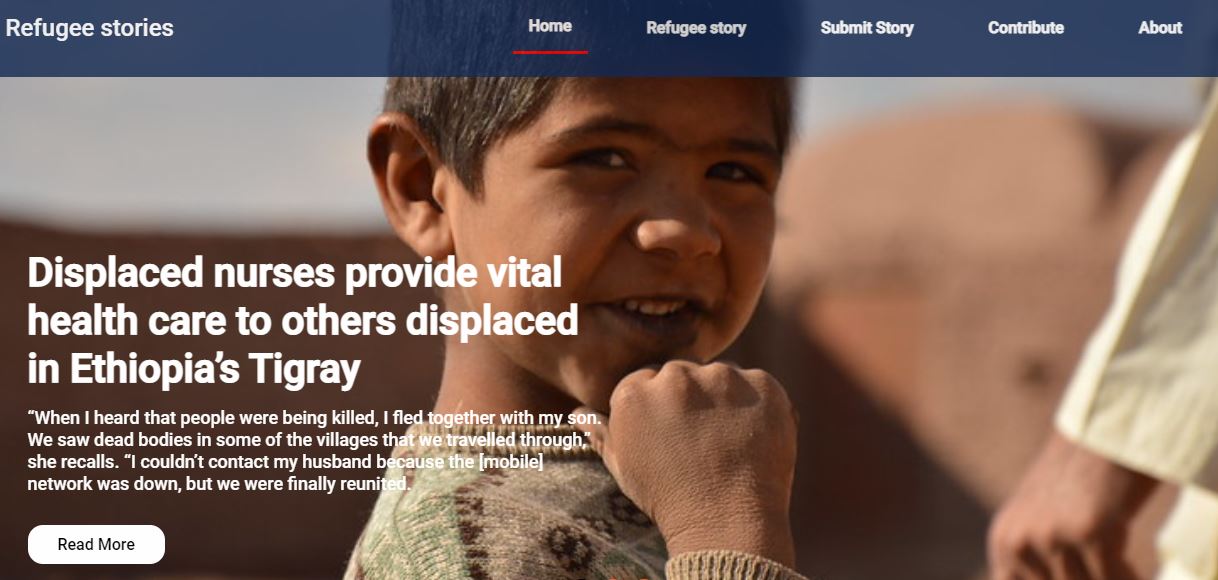 Refugee stories
Home
Refugee story
Submit Story
Contribute
About
Displaced nurses provide vital
health care to others displaced
in Ethiopia’s Tigray
“When I heard that people were being killed, I fled together with my son.
We saw dead bodies in some of the villages that we travelled through,”
she recalls. “I couldn’t contact my husband because the [mobile]
network was down, but we were finally reunited.
Read More